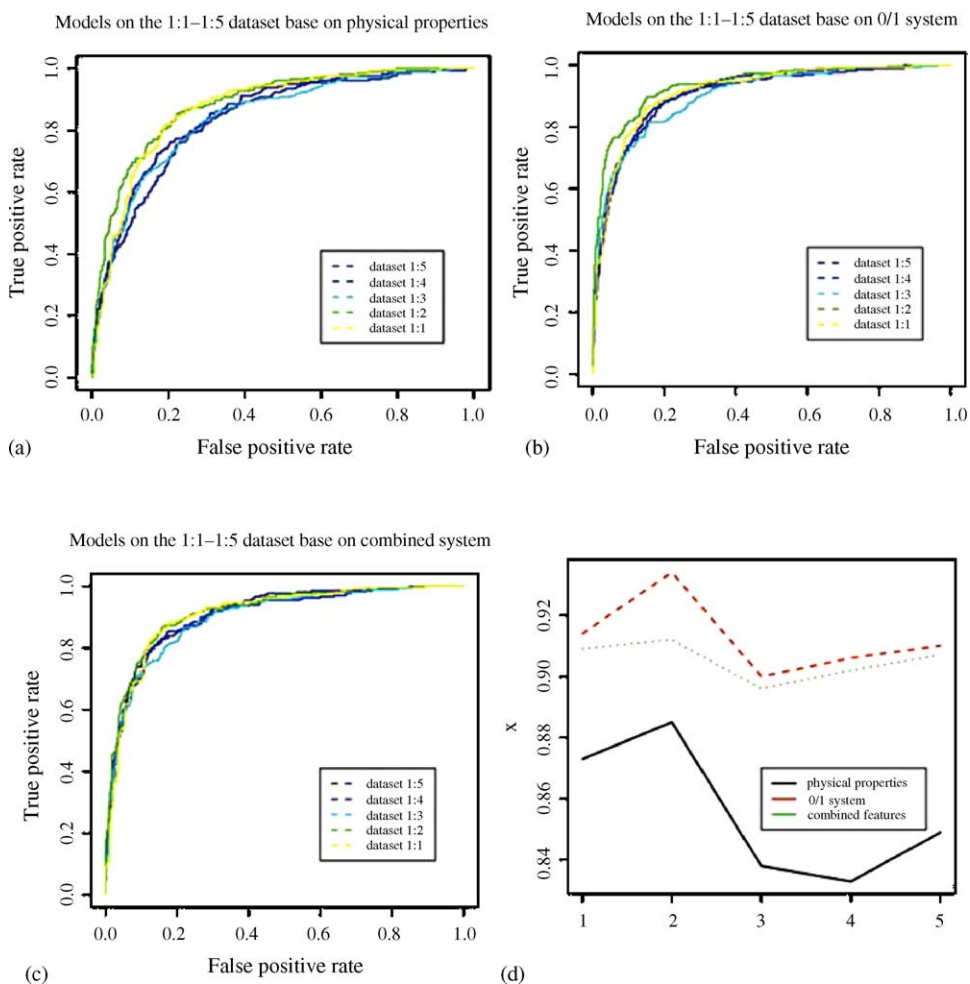 Models on the 1:1–1:5 dataset base on physical properties
True positive rate
1.0
0.8
0.6
0.4
0.2
0.0
dataset 1:5
dataset 1:4
dataset 1:3
dataset 1:2
dataset 1:1
0.0 0.2 0.4 0.6 0.8 1.0
False positive rate
(a)
Models on the 1:1–1:5 dataset base on 0/1 system
True positive rate
1.0
0.8
0.6
0.4
0.2
0.0
dataset 1:5
dataset 1:4
dataset 1:3
dataset 1:2
dataset 1:1
0.0 0.2 0.4 0.6 0.8 1.0
False positive rate
(b)
Models on the 1:1–1:5 dataset base on combined system
True positive rate
1.0
0.8
0.6
0.4
0.2
0.0
dataset 1:5
dataset 1:4
dataset 1:3
dataset 1:2
dataset 1:1
0.0 0.2 0.4 0.6 0.8 1.0
False positive rate
(c)
x
0.92
0.90
0.88
0.86
0.84
physical properties
0/1 system
combined features
1 2 3 4 5
(d)